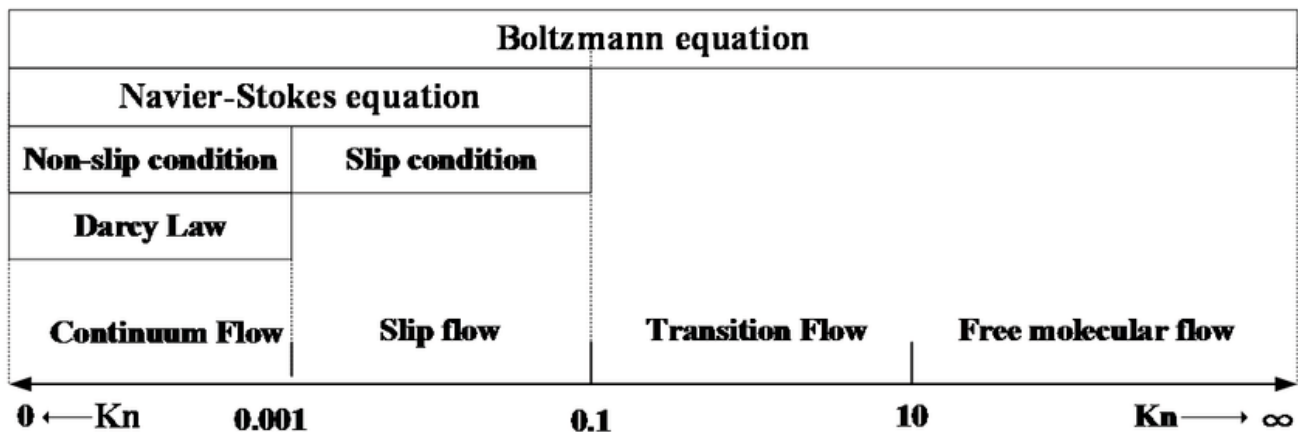 Boltzmann equation
Navier-Stokes equation
Non-slip condition Slip condition
Darcy Law
Continuum Flow Slip flow Transition Flow Free molecular flow
0 ←Kn 0.001 0.1 10 Kn→ ∞